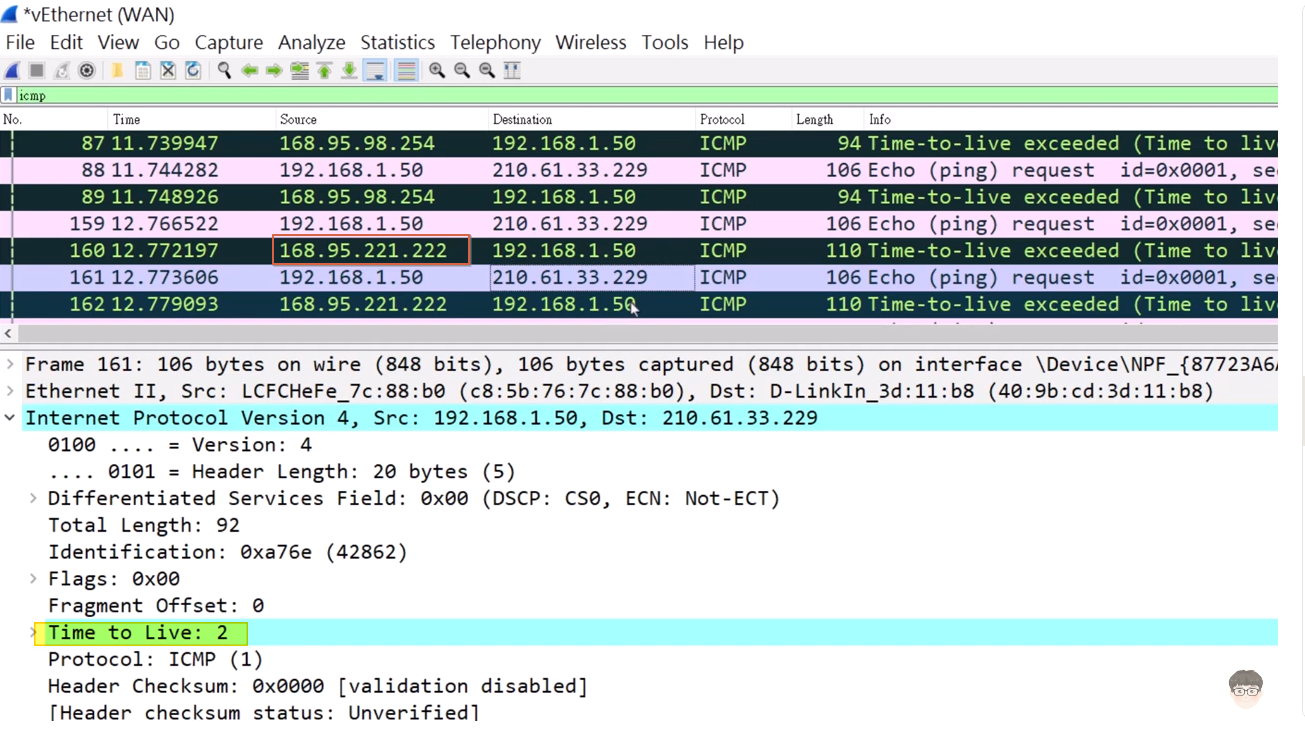 *vEthernet (WAN)
File Edit View Go Capture Analyze Statistics Telephony Wireless Tools Help
icmp
No. Time Source Destination Protocol Length Info
87 11.739947 168.95.98.254 192.168.1.50 ICMP 94 Time-to-live exceeded (Time to liv
88 11.744282 192.168.1.50 210.61.33.229 ICMP 106 Echo (ping) request id=0x0001, se
89 11.748926 168.95.98.254 192.168.1.50 ICMP 94 Time-to-live exceeded (Time to liv
159 12.766522 192.168.1.50 210.61.33.229 ICMP 106 Echo (ping) request id=0x0001, se
160 12.772197 168.95.221.222 192.168.1.50 ICMP 110 Time-to-live exceeded (Time to liv
161 12.773606 192.168.1.50 210.61.33.229 ICMP 106 Echo (ping) request id=0x0001, se
162 12.779093 168.95.221.222 192.168.1.50 ICMP 110 Time-to-live exceeded (Time to liv
Frame 161: 106 bytes on wire (848 bits), 106 bytes captured (848 bits) on interface \Device\NPF_{87723A6A
Ethernet II, Src: LCFCHeFe_7c:88:b0 (c8:5b:76:7c:88:b0), Dst: D-LinkIn_3d:11:b8 (40:9b:cd:3d:11:b8)
Internet Protocol Version 4, Src: 192.168.1.50, Dst: 210.61.33.229
0100 .... = Version: 4
.... 0101 = Header Length: 20 bytes (5)
Differentiated Services Field: 0x00 (DSCP: CS0, ECN: Not-ECT)
Total Length: 92
Identification: 0xa76e (42862)
Flags: 0x00
Fragment Offset: 0
Time to Live: 2
Protocol: ICMP (1)
Header Checksum: 0x0000 [validation disabled]
[Header checksum status: Unverified]